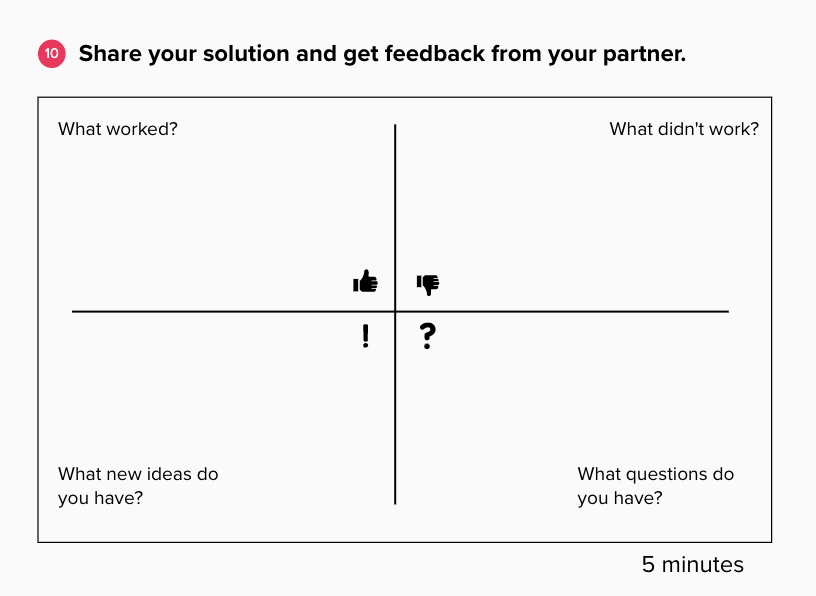 10 Share your solution and get feedback from your partner.
What worked?
What didn't work?
!
?
What new ideas do
you have?
What questions do
you have?
5 minutes